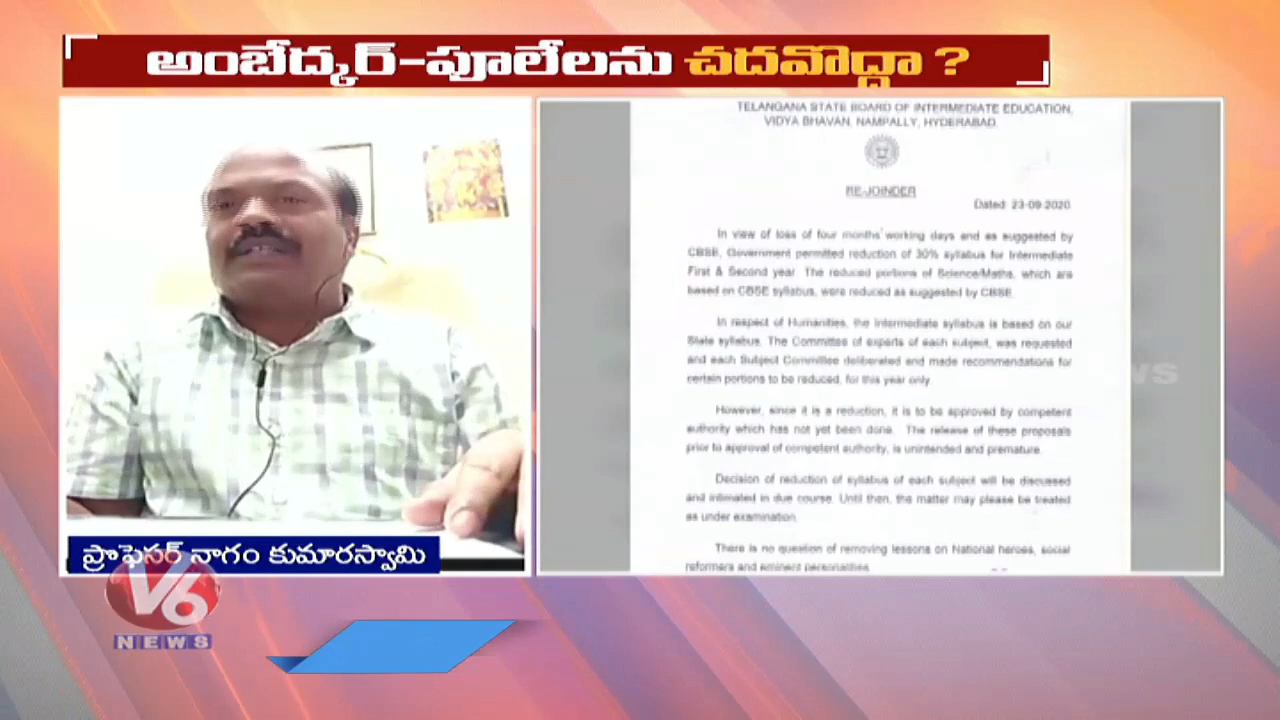 అంబేద్కర్-పూలేలను చదవొద్దా ?
TELANGANA STATE BOARD OF INTERMEDIATE EDUCATION,
VIDYA BHAVAN, NAMPALLY, HYDERABAD.
RE-JOINDER
Dated: 23-09-2020
In view of loss of four months' working days and as suggested by
CBSE, Government permitted reduction of 30% syllabus for Intermediate
First & Second year. The reduced portions of Science/Maths, which are
based on CBSE syllabus, were reduced as suggested by CBSE.
In respect of Humanities, the Intermediate syllabus is based on our
State syllabus. The Committee of experts of each subject, was requested
and each Subject Committee deliberated and made recommendations for
certain portions to be reduced, for this year only.
However, since it is a reduction, it is to be approved by competent
authority which has not yet been done. The release of these proposals
prior to approval of competent authority, is unintended and premature.
Decision of reduction of syllabus of each subject will be discussed
and intimated in due course. Until then, the matter may please be treated
as under examination.
There is no question of removing lessons on National heroes, social
reformers and eminent personalities.
ప్రొఫెసర్ నాగం కుమారస్వామి
V6
NEWS